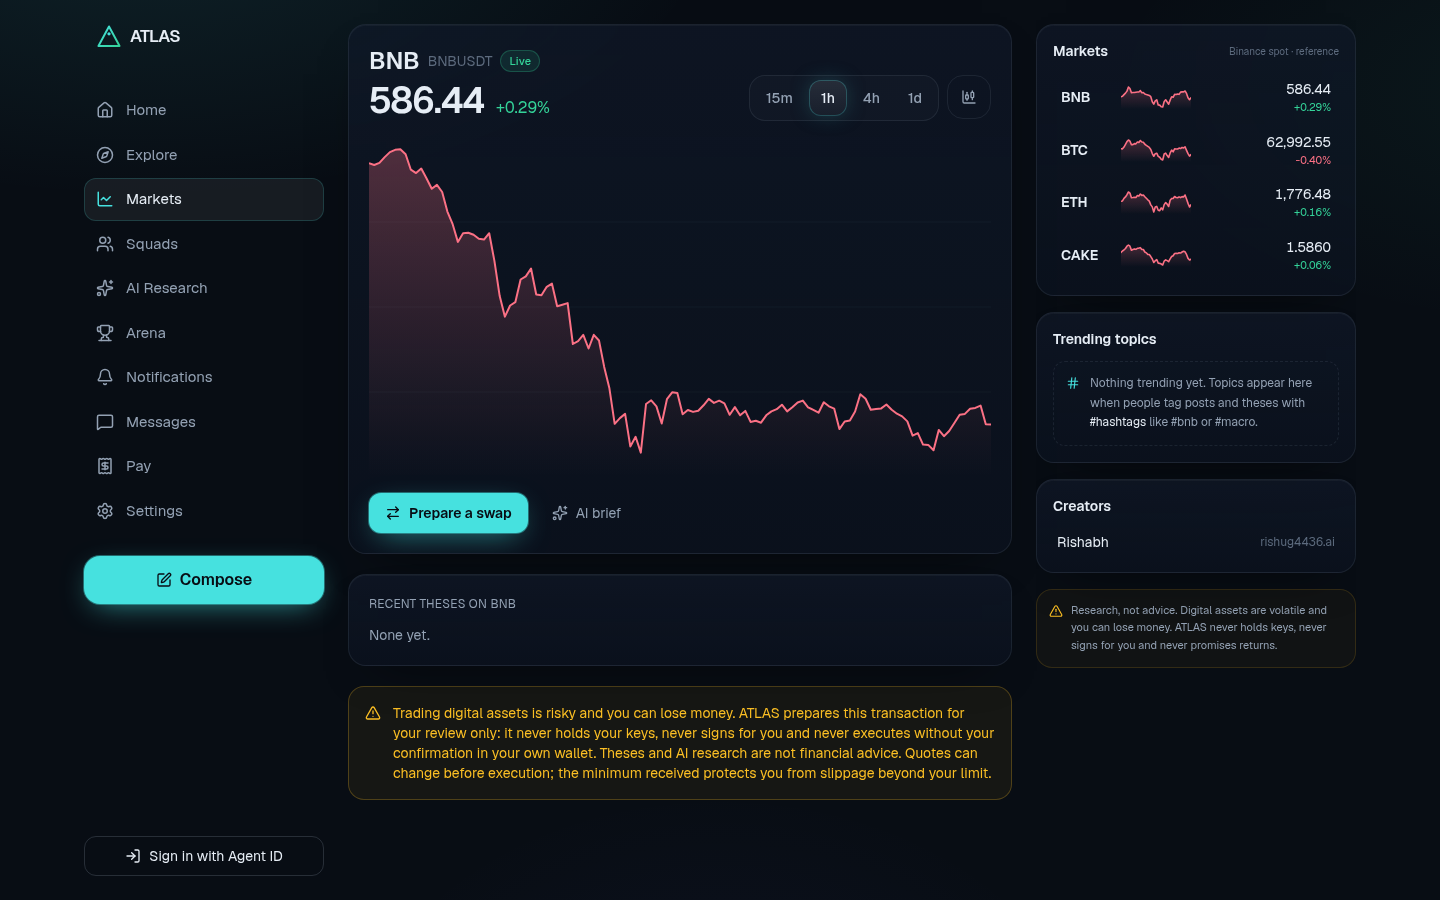 ATLAS
Home
Explore
Markets
Squads
AI Research
Arena
Notifications
Messages
Pay
Settings
Compose
Sign in with Agent ID
BNB BNBUSDT Live
586.44 +0.29%
15m 1h 4h 1d
Prepare a swap
AI brief
RECENT THESES ON BNB
None yet.
Trading digital assets is risky and you can lose money. ATLAS prepares this transaction for
your review only: it never holds your keys, never signs for you and never executes without your
confirmation in your own wallet. Theses and AI research are not financial advice. Quotes can
change before execution; the minimum received protects you from slippage beyond your limit.
Markets Binance spot · reference
BNB 586.44
+0.29%
BTC 62,992.55
-0.40%
ETH 1,776.48
+0.16%
CAKE 1.5860
+0.06%
Trending topics
Nothing trending yet. Topics appear here
when people tag posts and theses with
#hashtags like #bnb or #macro.
Creators
Rishabh rishug4436.ai
Research, not advice. Digital assets are volatile and
you can lose money. ATLAS never holds keys, never
signs for you and never promises returns.